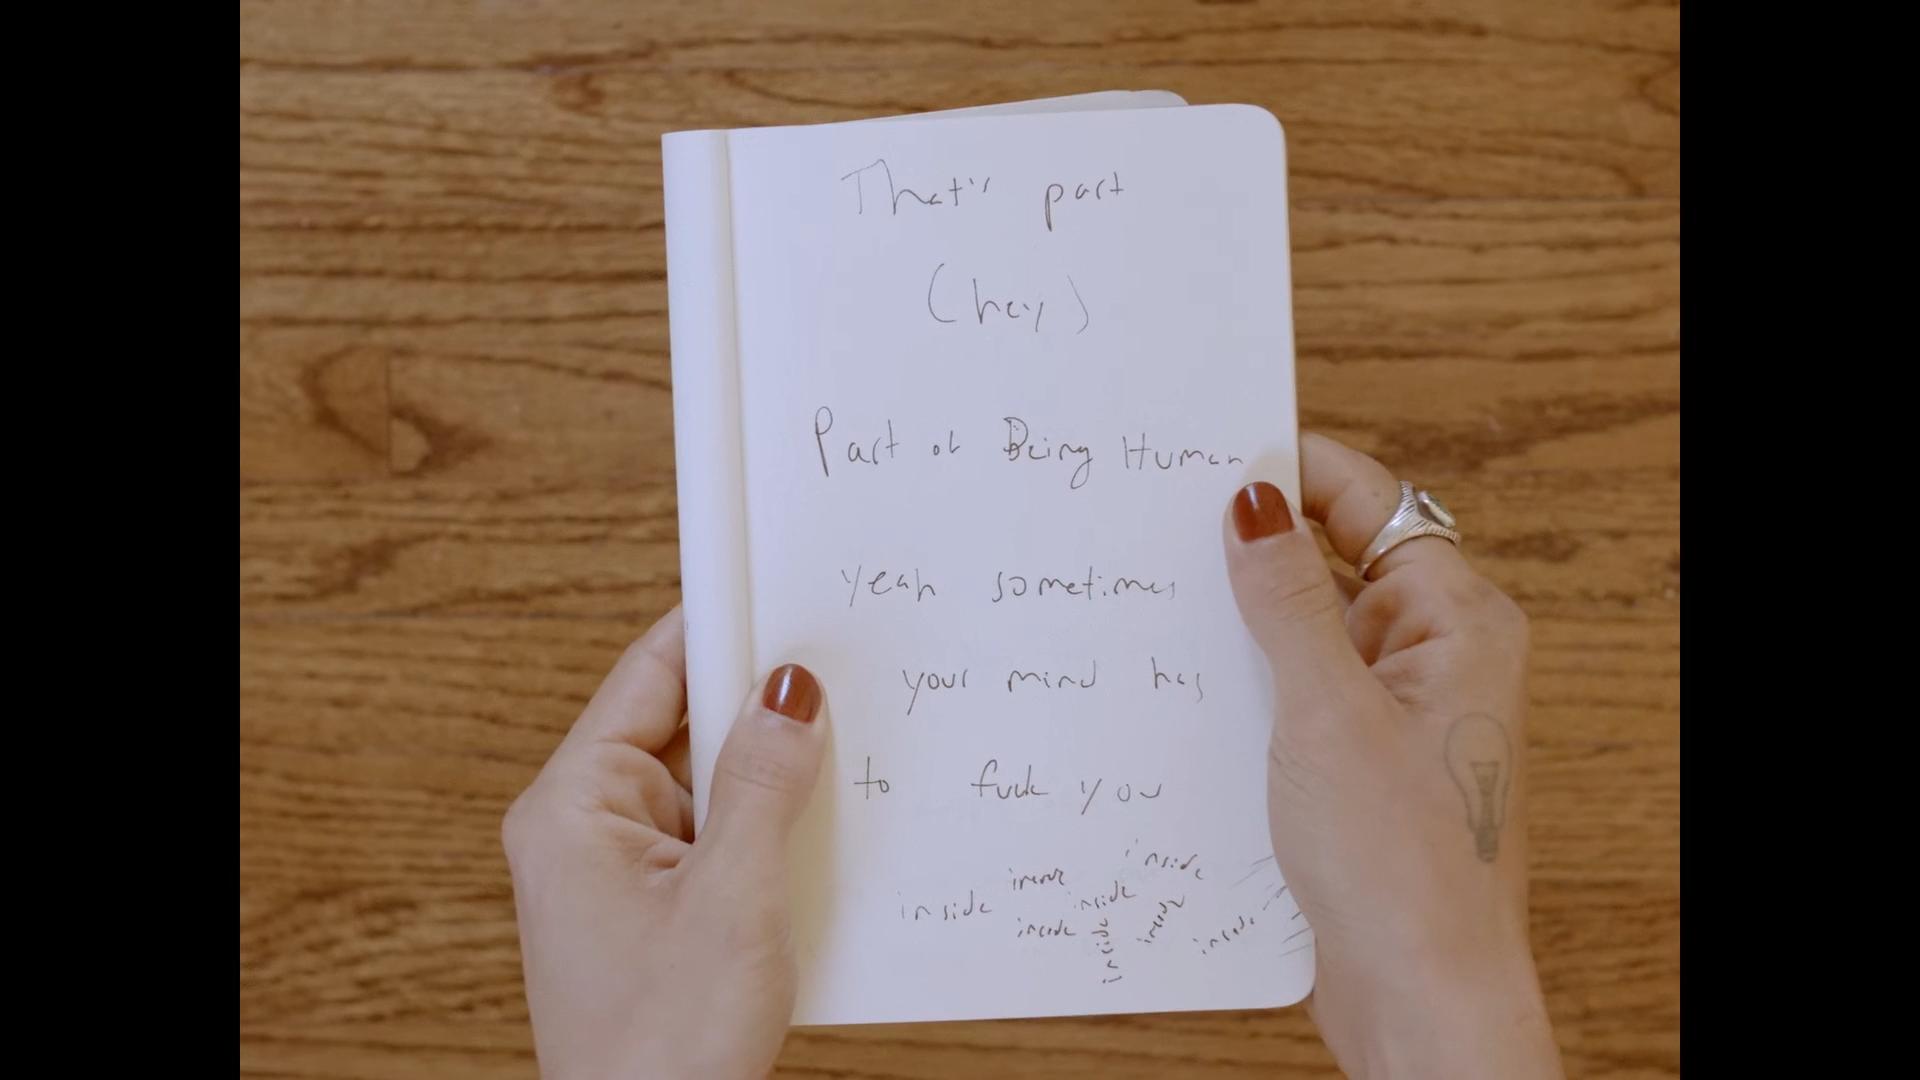 That's part
(hey)
Part of Being Human
yeah sometimes
your mind has
to fuck you
inside inside inside inside
inside inside inside inside